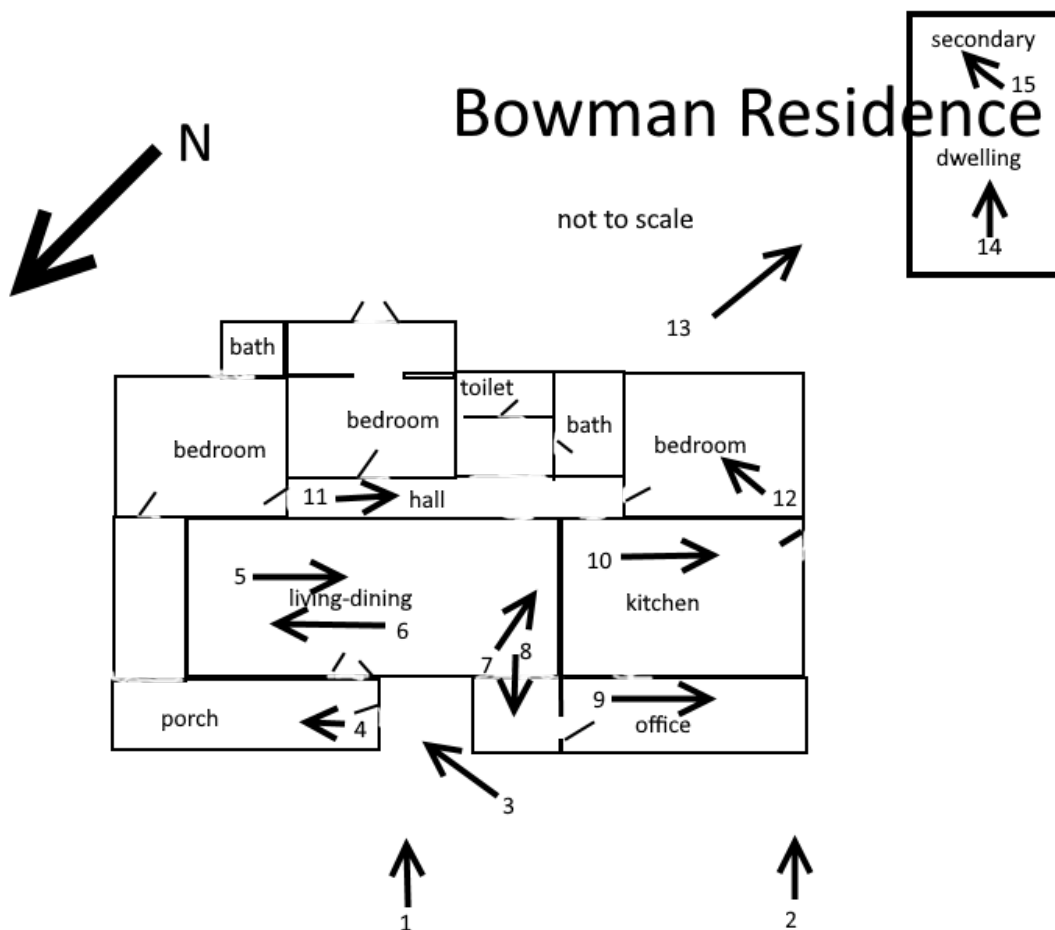 secondary
15
Bowman Residence
N
dwelling
not to scale
14
13
bath
toilet
bedroom
bath
bedroom
bedroom
11
hall
12
10
5
living-dining
kitchen
6
7
8
9
porch
4
office
3
1
2